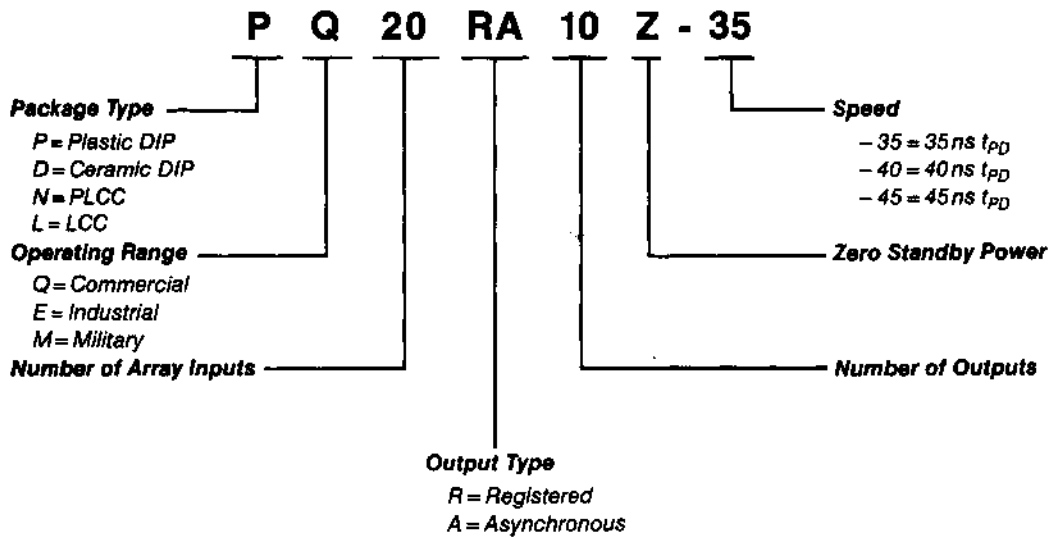 P Q 20 RA 10 Z - 35
Package Type
P = Plastic DIP
D = Ceramic DIP
N = PLCC
L = LCC
Operating Range
Q = Commercial
E = Industrial
M = Military
Number of Array Inputs
Output Type
R = Registered
A = Asynchronous
Speed
– 35 = 35 ns tPD
– 40 = 40 ns tPD
– 45 = 45 ns tPD
Zero Standby Power
Number of Outputs